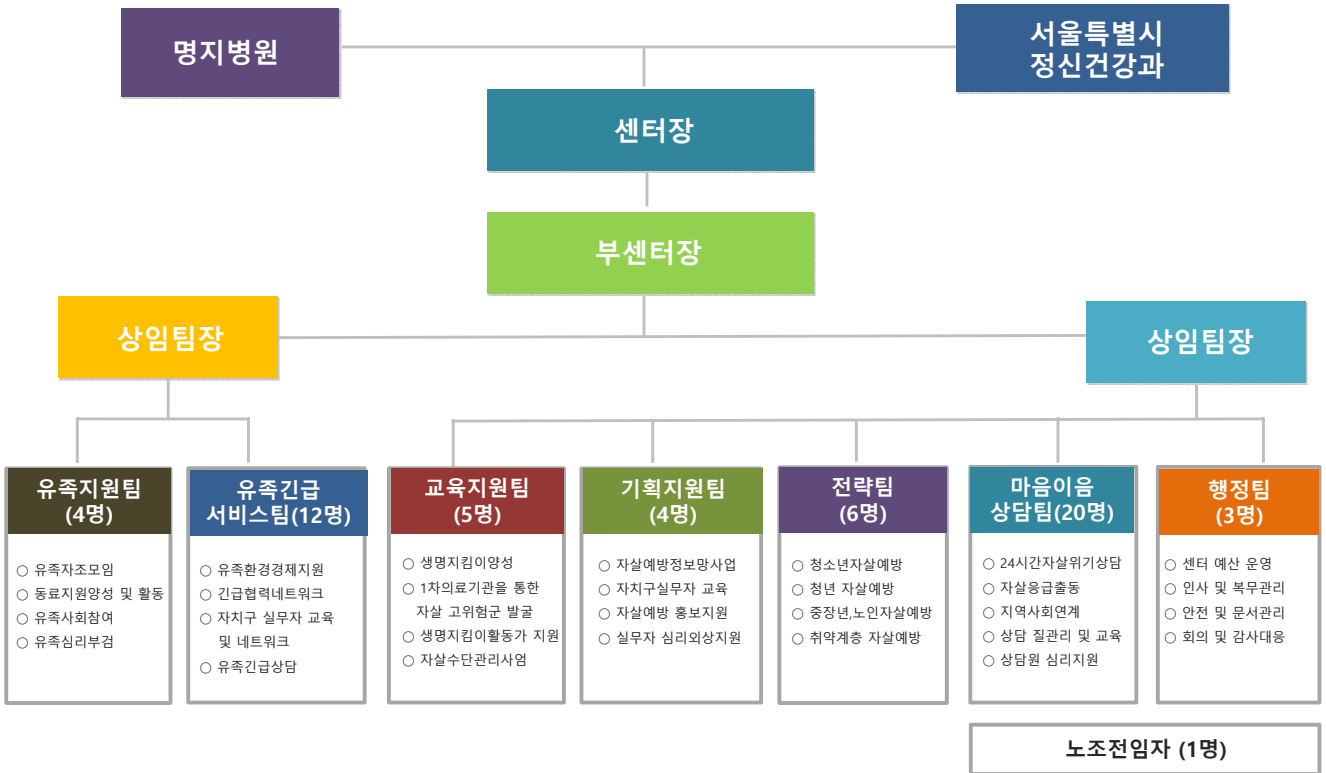 명지병원
서울특별시
정신건강과
센터장
부센터장
상임팀장
상임팀장
유족지원팀
(4명)
○ 유족자조모임
○ 동료지원양성 및 활동
○ 유족사회참여
○ 유족심리부검
유족긴급
서비스팀(12명)
○ 유족환경경제지원
○ 긴급협력네트워크
○ 자치구 실무자 교육
및 네트워크
○ 유족긴급상담
교육지원팀
(5명)
○ 생명지킴이양성
○ 1차의료기관을 통한
자살 고위험군 발굴
○ 생명지킴이활동가 지원
○ 자살수단관리사업
기획지원팀
(4명)
○ 자살예방정보망사업
○ 자치구실무자 교육
○ 자살예방 홍보지원
○ 실무자 심리외상지원
전략팀
(6명)
○ 청소년자살예방
○ 청년 자살예방
○ 중장년,노인자살예방
○ 취약계층 자살예방
마음이음
상담팀(20명)
○ 24시간자살위기상담
○ 자살응급출동
○ 지역사회연계
○ 상담 질관리 및 교육
○ 상담원 심리지원
행정팀
(3명)
○ 센터 예산 운영
○ 인사 및 복무관리
○ 안전 및 문서관리
○ 회의 및 감사대응
노조전임자 (1명)